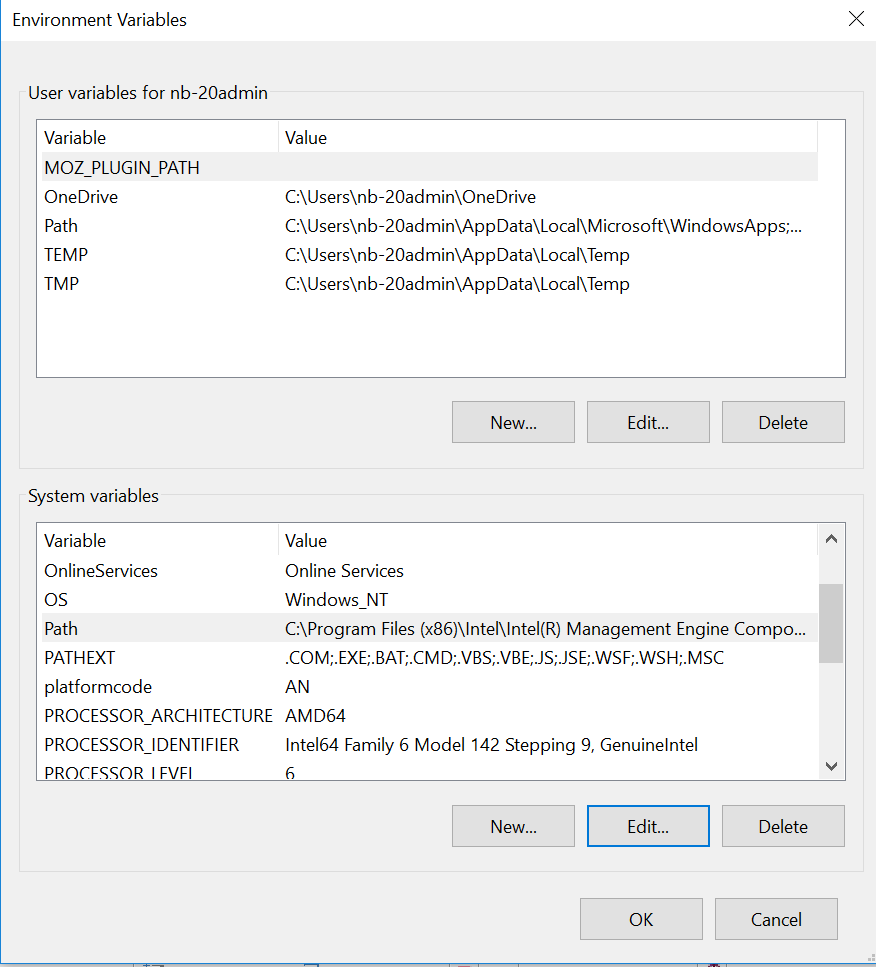 Environment Variables
User variables for nb-20admin
Variable Value
MOZ_PLUGIN_PATH
OneDrive C:\Users\nb-20admin\OneDrive
Path C:\Users\nb-20admin\AppData\Local\Microsoft\WindowsApps;...
TEMP C:\Users\nb-20admin\AppData\Local\Temp
TMP C:\Users\nb-20admin\AppData\Local\Temp
New... Edit... Delete
System variables
Variable Value
OnlineServices Online Services
OS Windows_NT
Path C:\Program Files (x86)\Intel\Intel(R) Management Engine Compo...
PATHEXT .COM;.EXE;.BAT;.CMD;.VBS;.VBE;.JS;.JSE;.WSF;.WSH;.MSC
platformcode AN
PROCESSOR_ARCHITECTURE AMD64
PROCESSOR_IDENTIFIER Intel64 Family 6 Model 142 Stepping 9, GenuineIntel
PROCESSOR_LEVEL 6
New... Edit... Delete
OK Cancel